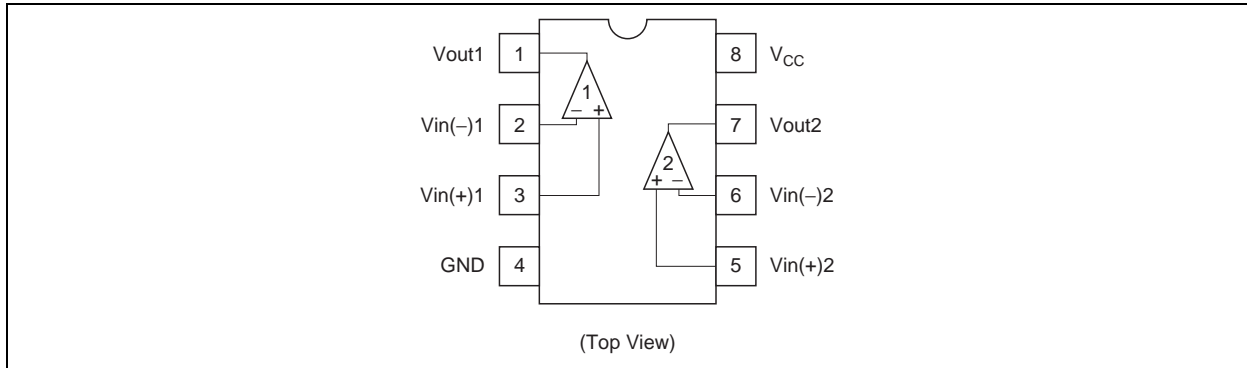 Vout1 1 8 VCC
1
Vin(−)1 2 − + 7 Vout2
2
Vin(+)1 3 + − 6 Vin(−)2
GND 4 5 Vin(+)2
(Top View)